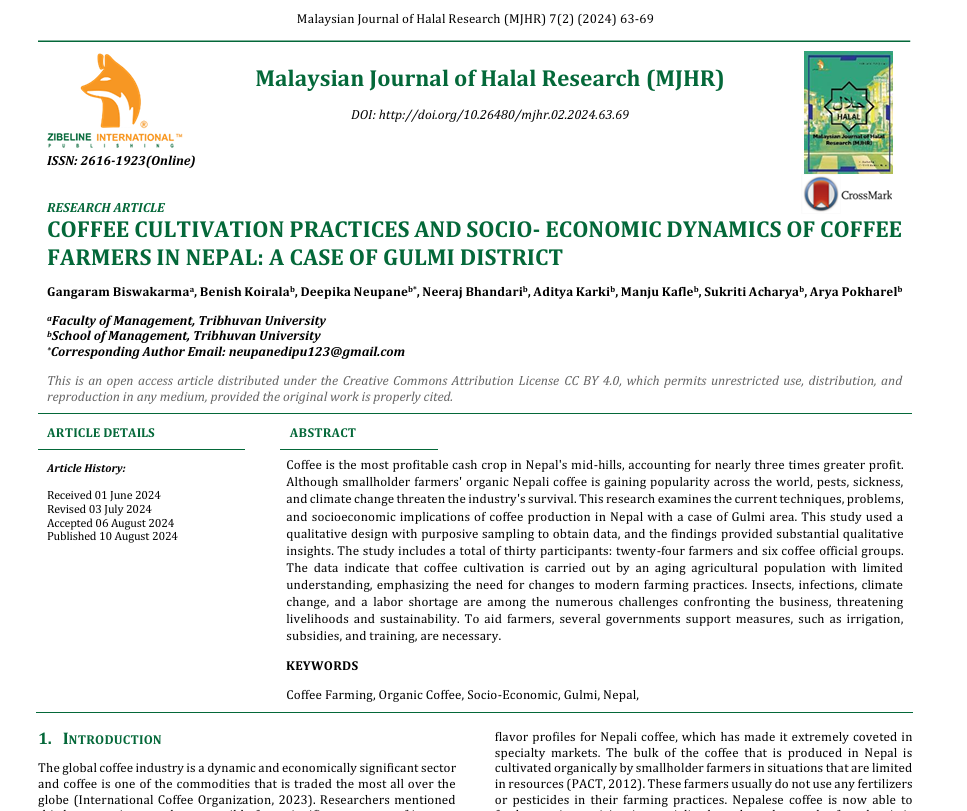 Malaysian Journal of Halal Research (MJHR) 7(2) (2024) 63-69
Malaysian Journal of Halal Research (MJHR)
DOI: http://doi.org/10.26480/mjhr.02.2024.63.69
ZIBELINE INTERNATIONAL™
PUBLISHING
ISSN: 2616-1923(Online)
حلال
HALAL
Malaysian Journal of Halal
Research (MJHR)
CrossMark
RESEARCH ARTICLE
COFFEE CULTIVATION PRACTICES AND SOCIO- ECONOMIC DYNAMICS OF COFFEE
FARMERS IN NEPAL: A CASE OF GULMI DISTRICT
Gangaram Biswakarmaᵃ, Benish Koiralaᵇ, Deepika Neupaneᵇ*, Neeraj Bhandariᵇ, Aditya Karkiᵇ, Manju Kafleᵇ, Sukriti Acharyaᵇ, Arya Pokharelᵇ
ᵃFaculty of Management, Tribhuvan University
ᵇSchool of Management, Tribhuvan University
*Corresponding Author Email: neupanedipu123@gmail.com
This is an open access article distributed under the Creative Commons Attribution License CC BY 4.0, which permits unrestricted use, distribution, and
reproduction in any medium, provided the original work is properly cited.
ARTICLE DETAILS
Article History:
Received 01 June 2024
Revised 03 July 2024
Accepted 06 August 2024
Published 10 August 2024
ABSTRACT
Coffee is the most profitable cash crop in Nepal's mid-hills, accounting for nearly three times greater profit.
Although smallholder farmers' organic Nepali coffee is gaining popularity across the world, pests, sickness,
and climate change threaten the industry's survival. This research examines the current techniques, problems,
and socioeconomic implications of coffee production in Nepal with a case of Gulmi area. This study used a
qualitative design with purposive sampling to obtain data, and the findings provided substantial qualitative
insights. The study includes a total of thirty participants: twenty-four farmers and six coffee official groups.
The data indicate that coffee cultivation is carried out by an aging agricultural population with limited
understanding, emphasizing the need for changes to modern farming practices. Insects, infections, climate
change, and a labor shortage are among the numerous challenges confronting the business, threatening
livelihoods and sustainability. To aid farmers, several governments support measures, such as irrigation,
subsidies, and training, are necessary.
KEYWORDS
Coffee Farming, Organic Coffee, Socio-Economic, Gulmi, Nepal,
1. INTRODUCTION
The global coffee industry is a dynamic and economically significant sector
and coffee is one of the commodities that is traded the most all over the
globe (International Coffee Organization, 2023). Researchers mentioned
flavor profiles for Nepali coffee, which has made it extremely coveted in
specialty markets. The bulk of the coffee that is produced in Nepal is
cultivated organically by smallholder farmers in situations that are limited
in resources (PACT, 2012). These farmers usually do not use any fertilizers
or pesticides in their farming practices. Nepalese coffee is now able to